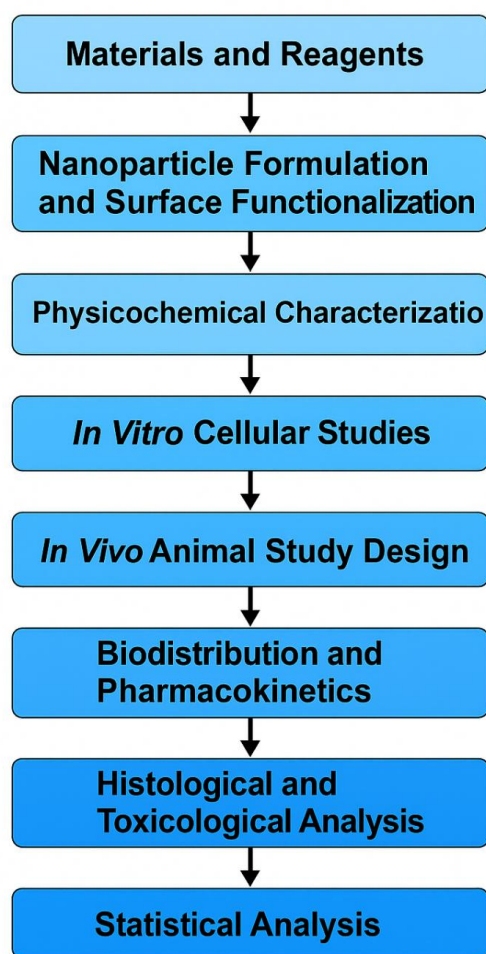 Materials and Reagents
Nanoparticle Formulation
and Surface Functionalization
Physicochemical Characterizatio
In Vitro Cellular Studies
In Vivo Animal Study Design
Biodistribution and
Pharmacokinetics
Histological and
Toxicological Analysis
Statistical Analysis